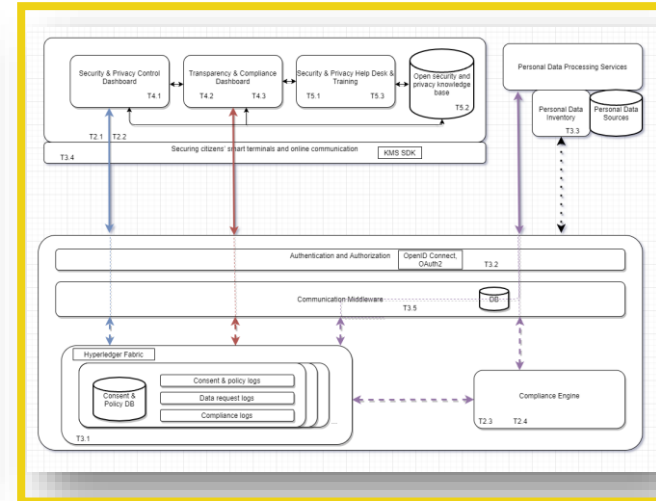 Security & Privacy Control
Dashboard
T4.1
Transparency & Compliance
Dashboard
T4.2 T4.3
Security & Privacy Help Desk &
Training
T5.1 T5.3
Open security and
privacy knowledge
base
T5.2
T2.1 T2.2
Securing citizens' smart terminals and online communication
KMS SDK
T3.4
Personal Data Processing Services
Personal Data
Inventory
T3.3
Personal Data
Sources
Authentication and Authorization
OpenID Connect,
OAuth2
T3.2
Communication Middleware
T3.5
DB
Hyperledger Fabric
Consent &
Policy DB
Consent & policy logs
Data request logs
Compliance logs
...
T3.1
Compliance Engine
T2.3 T2.4